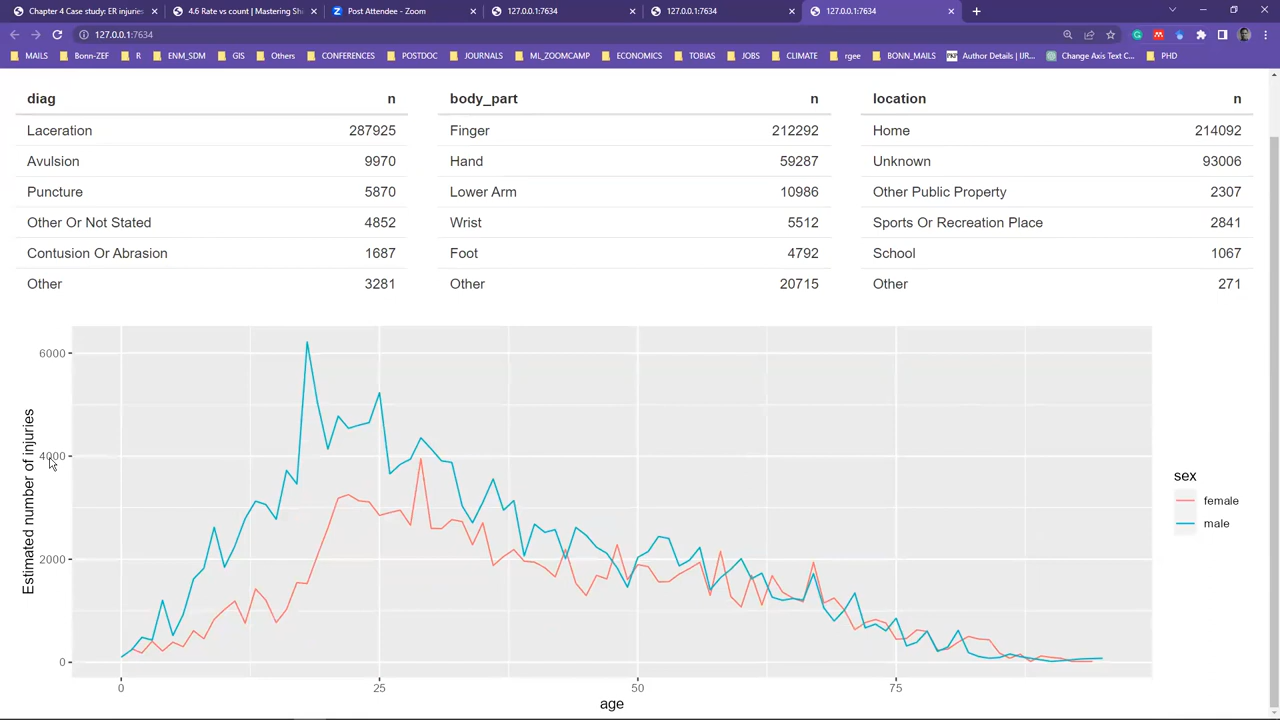 Chapter 4 Case study: ER injuries
4.6 Rate vs count | Mastering Sh
Post Attendee - Zoom
127.0.0.1:7634
127.0.0.1:7634
127.0.0.1:7634
127.0.0.1:7634
MAILS
Bonn-ZEF
R
ENM_SDM
GIS
Others
CONFERENCES
POSTDOC
JOURNALS
ML_ZOOMCAMP
ECONOMICS
TOBIAS
JOBS
CLIMATE
rgee
BONN_MAILS
Author Details | IJR...
Change Axis Text C...
PHD
diag n body_part n location n
Laceration 287925 Finger 212292 Home 214092
Avulsion 9970 Hand 59287 Unknown 93006
Puncture 5870 Lower Arm 10986 Other Public Property 2307
Other Or Not Stated 4852 Wrist 5512 Sports Or Recreation Place 2841
Contusion Or Abrasion 1687 Foot 4792 School 1067
Other 3281 Other 20715 Other 271
6000
4000
2000
0
Estimated number of injuries
0 25 50 75
age
sex
female
male